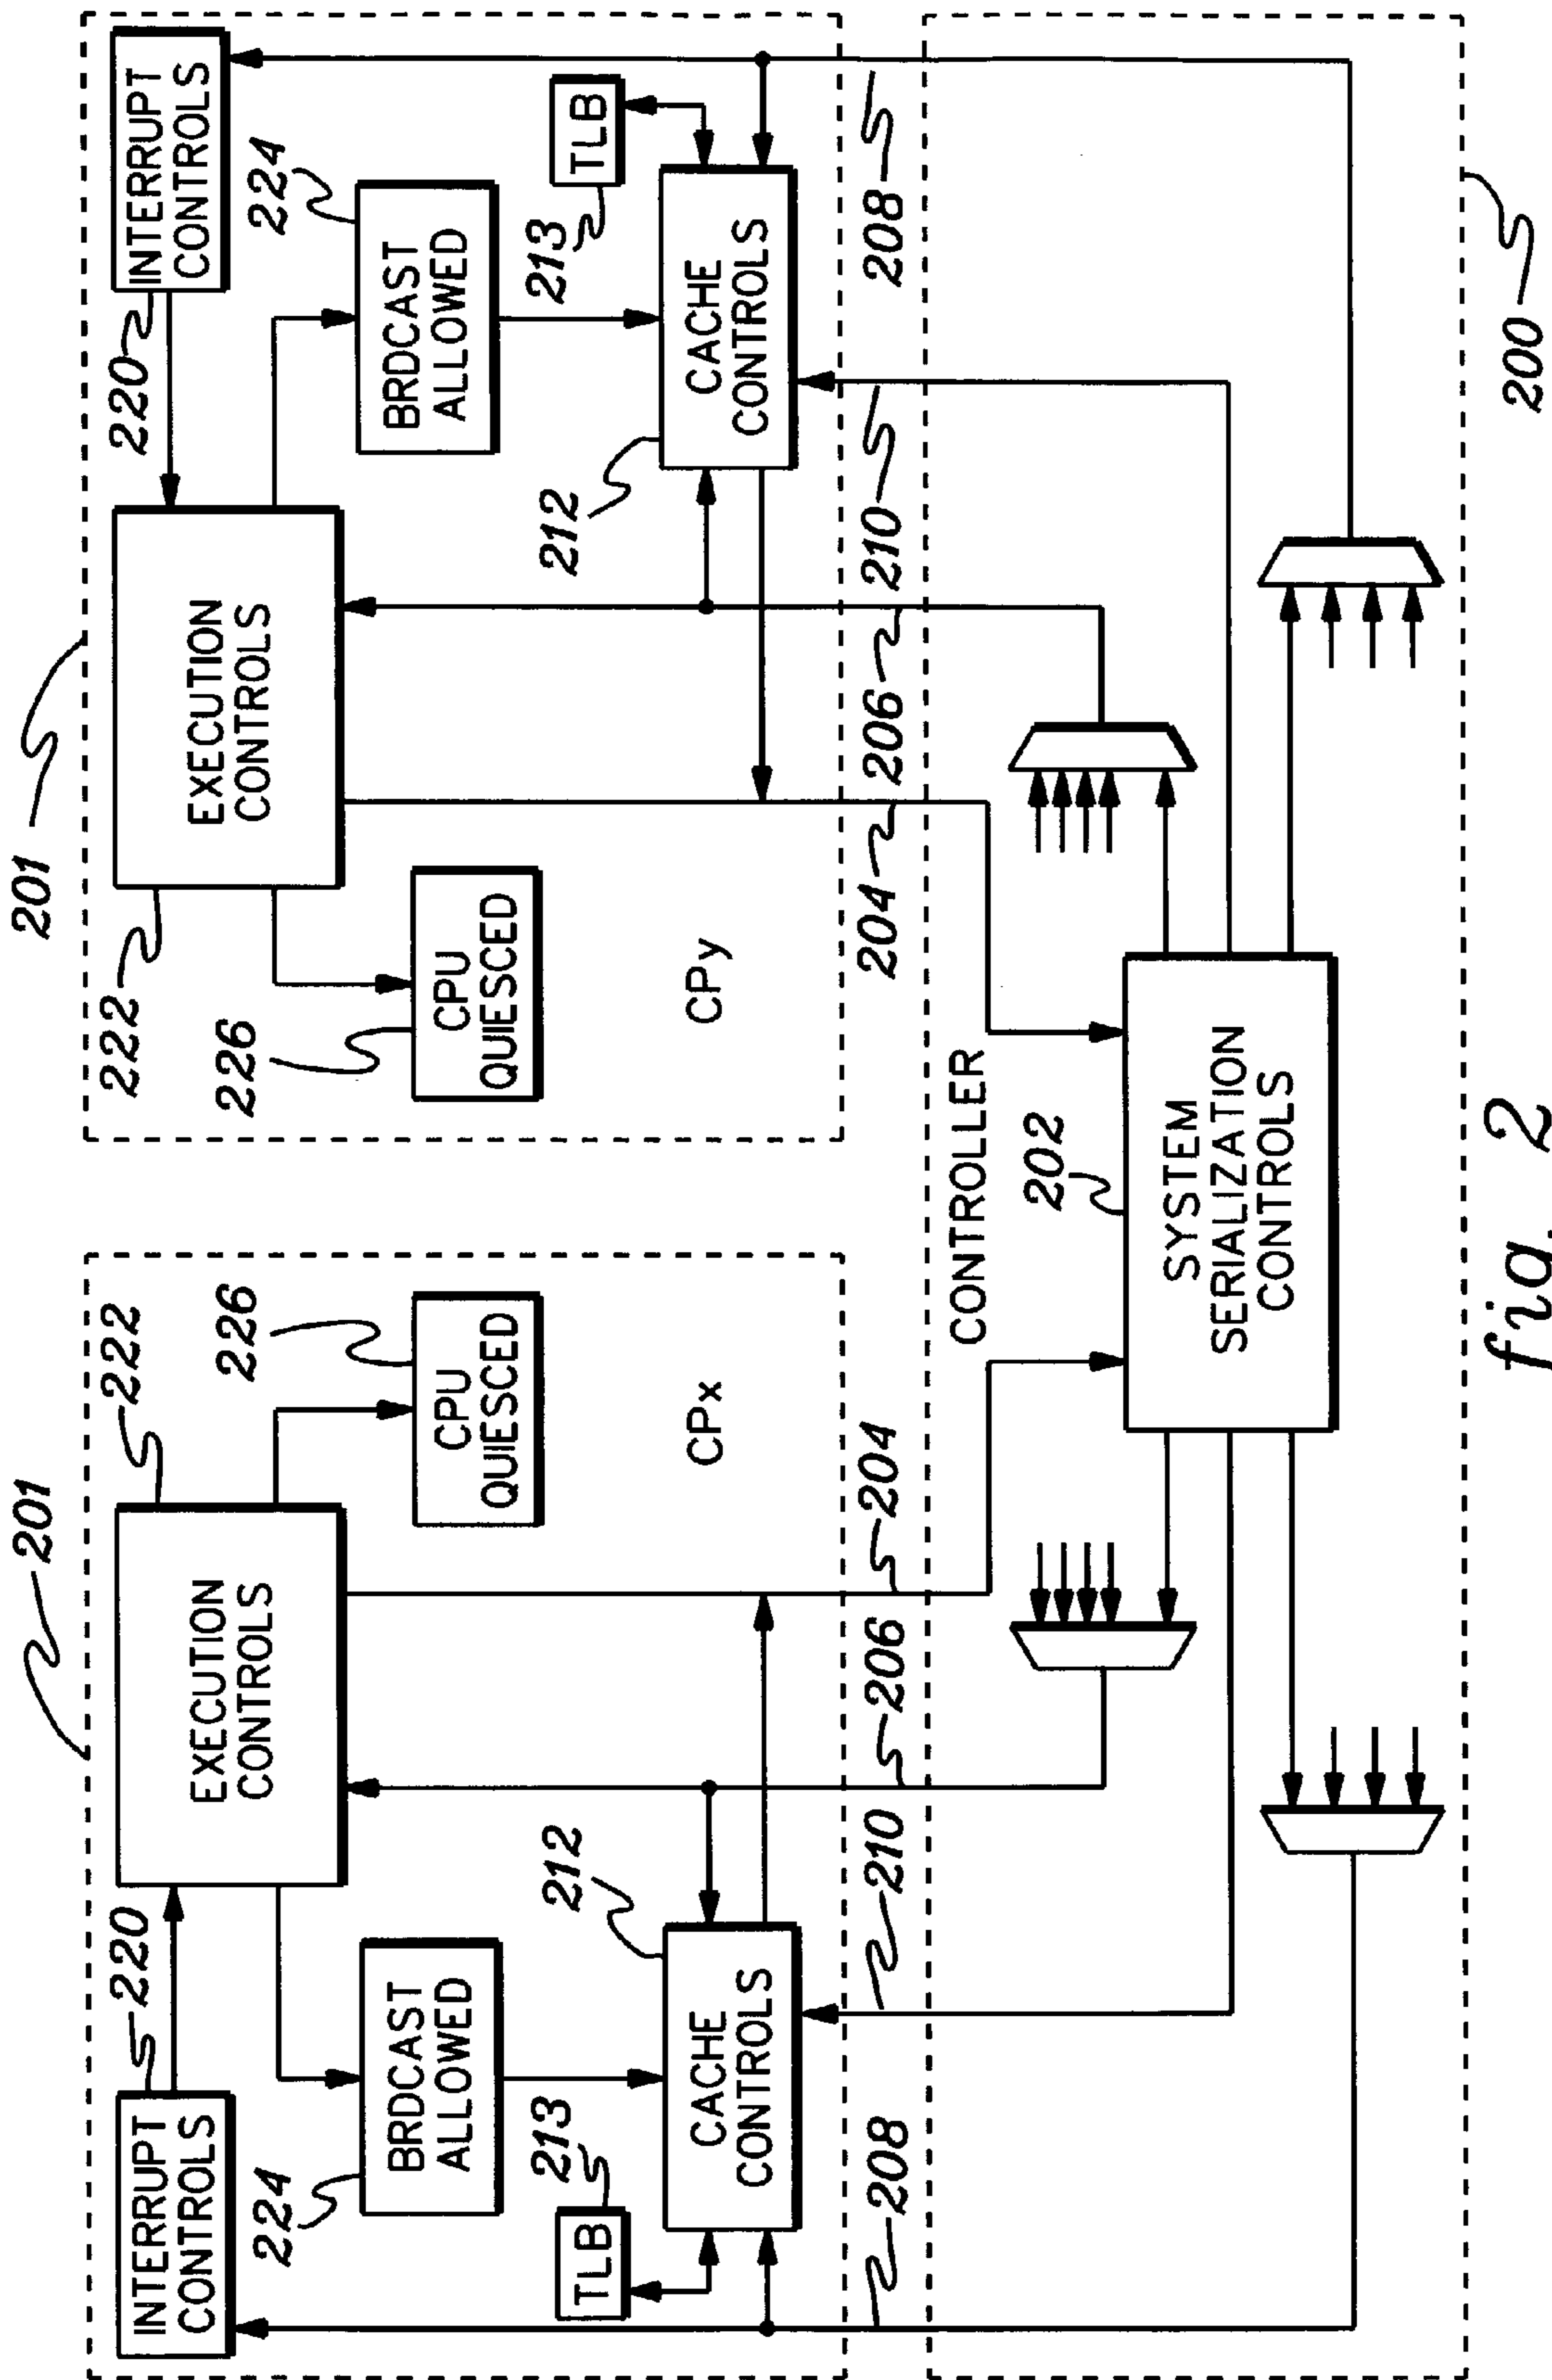 201
INTERRUPT
CONTROLS
220
EXECUTION
CONTROLS
222
224
BRDCAST
ALLOWED
226
CPU
QUIESCED
213
TLB
212
CACHE
CONTROLS
CPx
208
210
206
204
201
222
EXECUTION
CONTROLS
220
INTERRUPT
CONTROLS
226
CPU
QUIESCED
224
BRDCAST
ALLOWED
213
TLB
212
CACHE
CONTROLS
CPy
204
206
210
208
CONTROLLER
202
SYSTEM
SERIALIZATION
CONTROLS
200
fig. 2